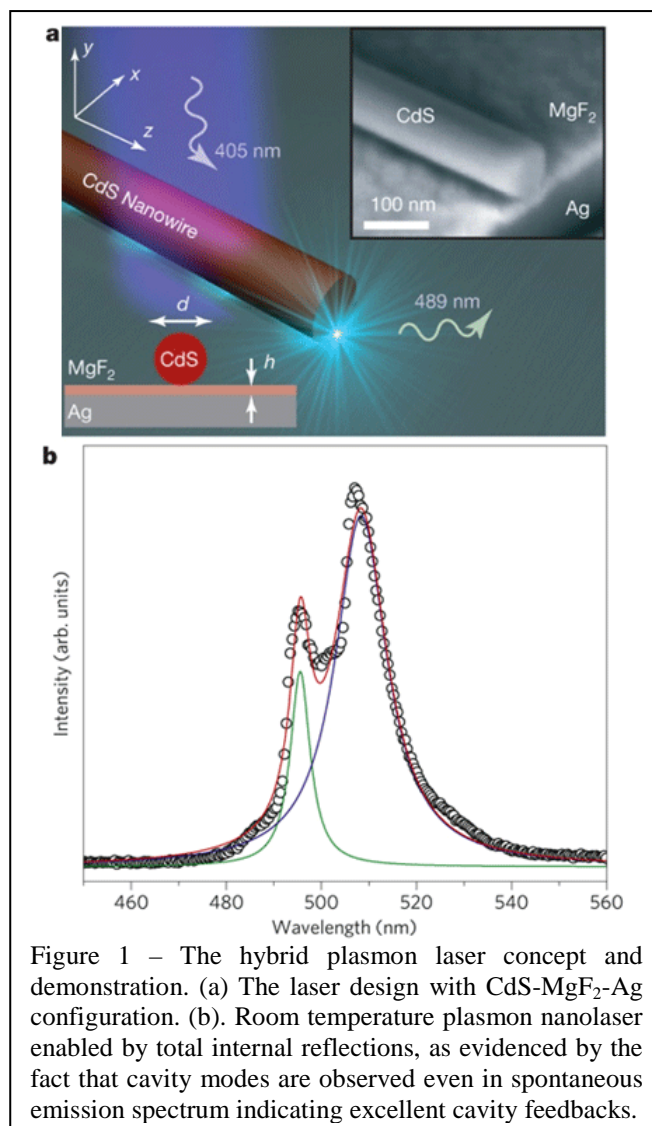 a
y
x
z
405 nm
CdS Nanowire
CdS
MgF₂
Ag
100 nm
489 nm
d
CdS
h
MgF₂
Ag
b
Intensity (arb. units)
460 480 500 520 540 560
Wavelength (nm)
Figure 1 – The hybrid plasmon laser concept and
demonstration. (a) The laser design with CdS-MgF₂-Ag
configuration. (b). Room temperature plasmon nanolaser
enabled by total internal reflections, as evidenced by the
fact that cavity modes are observed even in spontaneous
emission spectrum indicating excellent cavity feedbacks.